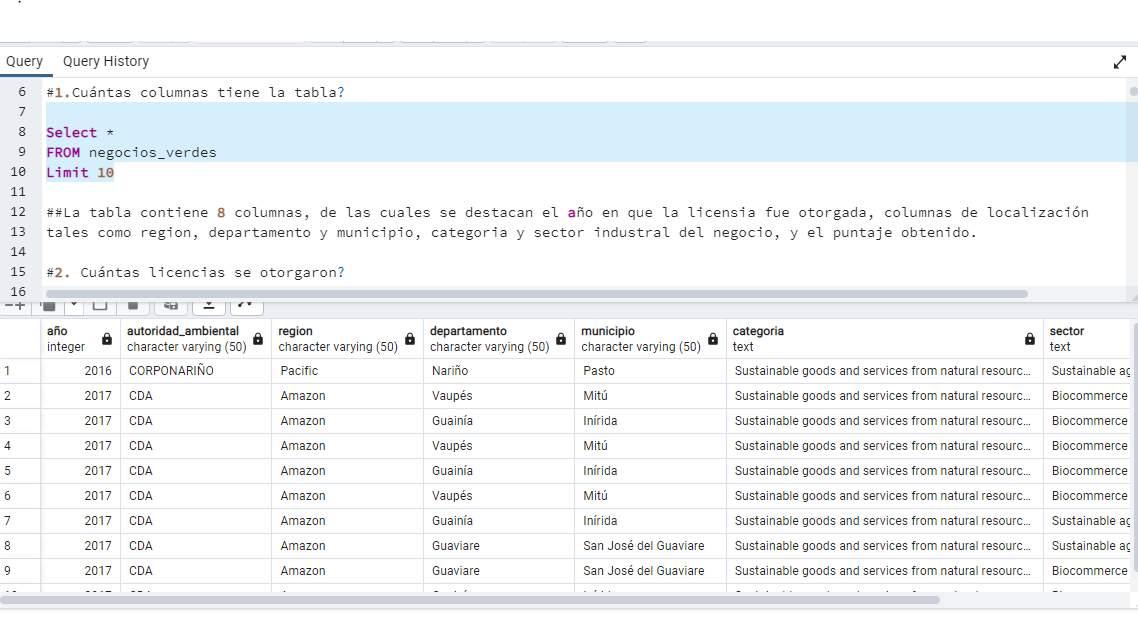 Query Query History
6 #1.Cuántas columnas tiene la tabla?
7
8 Select *
9 FROM negocios_verdes
10 Limit 10
11
12 ##La tabla contiene 8 columnas, de las cuales se destacan el año en que la licensia fue otorgada, columnas de localización
13 tales como region, departamento y municipio, categoria y sector industral del negocio, y el puntaje obtenido.
14
15 #2. Cuántas licencias se otorgaron?
16
año autoridad_ambiental region departamento municipio categoria sector
integer character varying (50) character varying (50) character varying (50) character varying (50) text text
1 2016 CORPONARIÑO Pacific Nariño Pasto Sustainable goods and services from natural resourc... Sustainable ag
2 2017 CDA Amazon Vaupés Mitú Sustainable goods and services from natural resourc... Biocommerce
3 2017 CDA Amazon Guainía Inírida Sustainable goods and services from natural resourc... Biocommerce
4 2017 CDA Amazon Vaupés Mitú Sustainable goods and services from natural resourc... Biocommerce
5 2017 CDA Amazon Guainía Inírida Sustainable goods and services from natural resourc... Biocommerce
6 2017 CDA Amazon Vaupés Mitú Sustainable goods and services from natural resourc... Biocommerce
7 2017 CDA Amazon Guainía Inírida Sustainable goods and services from natural resourc... Sustainable ag
8 2017 CDA Amazon Guaviare San José del Guaviare Sustainable goods and services from natural resourc... Sustainable ag
9 2017 CDA Amazon Guaviare San José del Guaviare Sustainable goods and services from natural resourc... Biocommerce